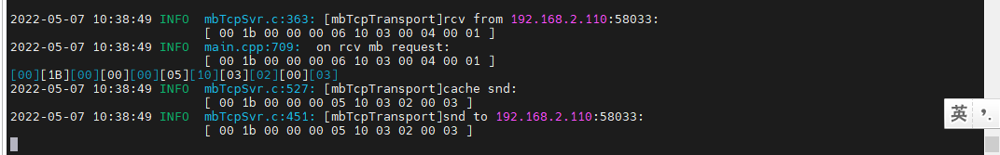 2022-05-07 10:38:49 INFO  mbTcpSvr.c:363: [mbTcpTransport]rcv from 192.168.2.110:58033:
[ 00 1b 00 00 00 06 10 03 00 04 00 01 ]
2022-05-07 10:38:49 INFO  main.cpp:709:  on rcv mb request:
[ 00 1b 00 00 00 06 10 03 00 04 00 01 ]
[00][1B][00][00][00][05][10][03][02][00][03]
2022-05-07 10:38:49 INFO  mbTcpSvr.c:527: [mbTcpTransport]cache snd:
[ 00 1b 00 00 00 05 10 03 02 00 03 ]
2022-05-07 10:38:49 INFO  mbTcpSvr.c:451: [mbTcpTransport]snd to 192.168.2.110:58033:
[ 00 1b 00 00 00 05 10 03 02 00 03 ]
英